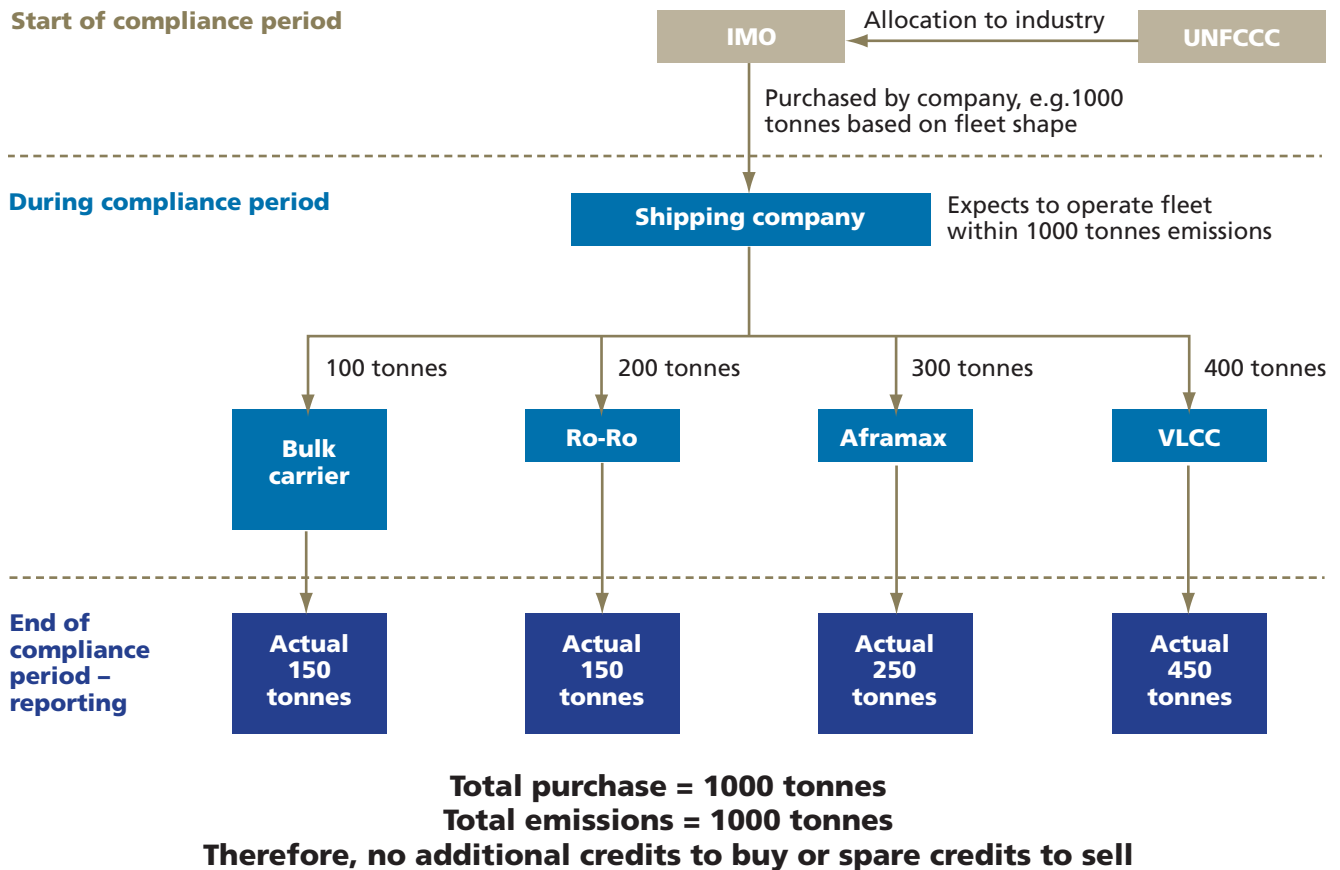 Start of compliance period
IMO
Allocation to industry
UNFCCC
Purchased by company, e.g.1000
tonnes based on fleet shape
During compliance period
Shipping company
Expects to operate fleet
within 1000 tonnes emissions
100 tonnes
200 tonnes
300 tonnes
400 tonnes
Bulk
carrier
Ro-Ro
Aframax
VLCC
End of
compliance
period –
reporting
Actual
150
tonnes
Actual
150
tonnes
Actual
250
tonnes
Actual
450
tonnes
Total purchase = 1000 tonnes
Total emissions = 1000 tonnes
Therefore, no additional credits to buy or spare credits to sell